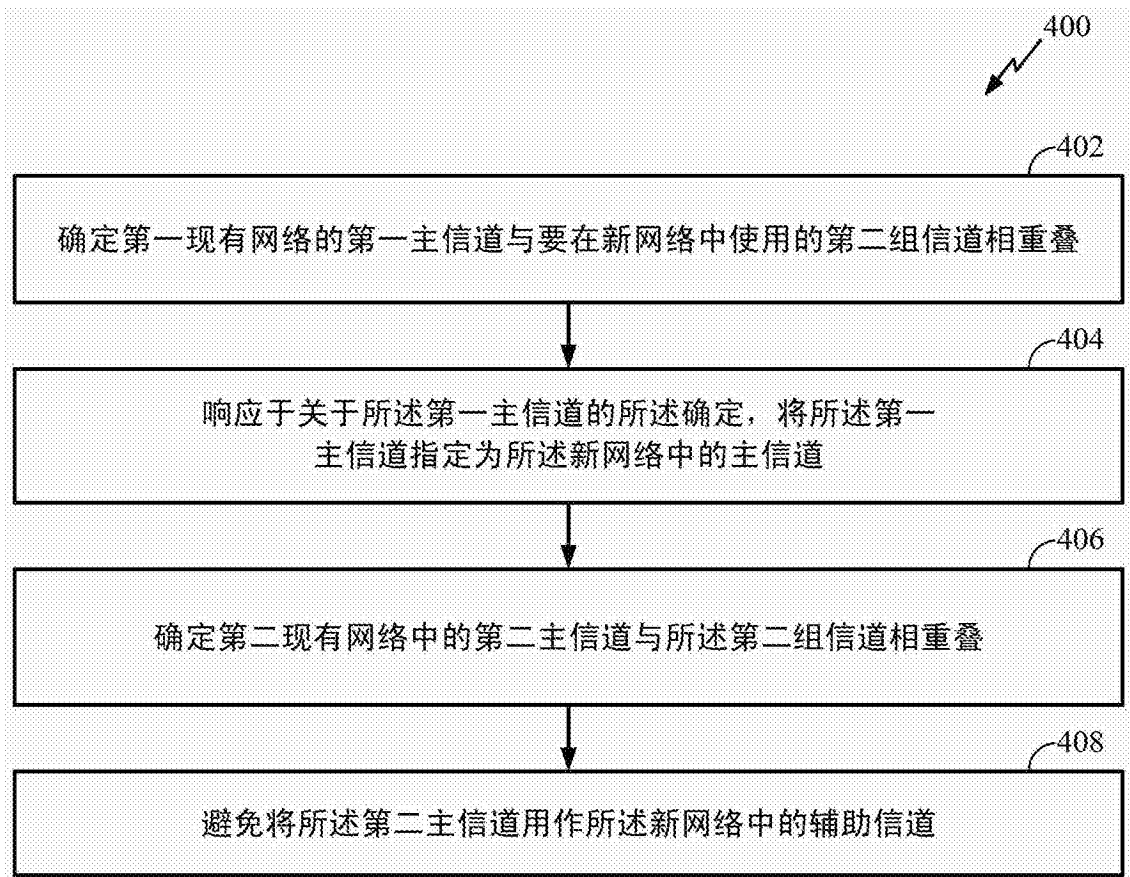 400
402
确定第一现有网络的第一主信道与要在新网络中使用的第二组信道相重叠
404
响应于关于所述第一主信道的所述确定，将所述第一
主信道指定为所述新网络中的主信道
406
确定第二现有网络中的第二主信道与所述第二组信道相重叠
408
避免将所述第二主信道用作所述新网络中的辅助信道